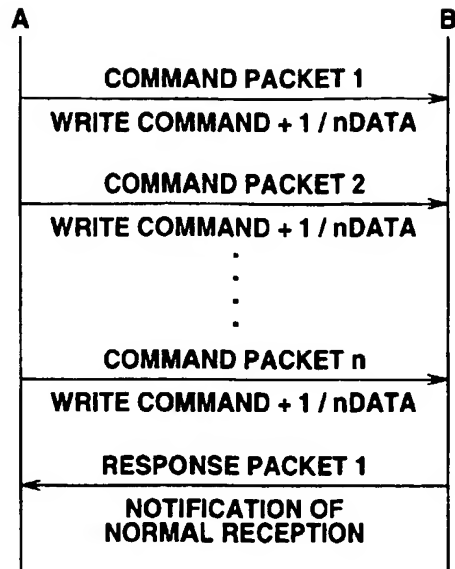 A B
COMMAND PACKET 1
WRITE COMMAND + 1 / nDATA
COMMAND PACKET 2
WRITE COMMAND + 1 / nDATA
COMMAND PACKET n
WRITE COMMAND + 1 / nDATA
RESPONSE PACKET 1
NOTIFICATION OF
NORMAL RECEPTION